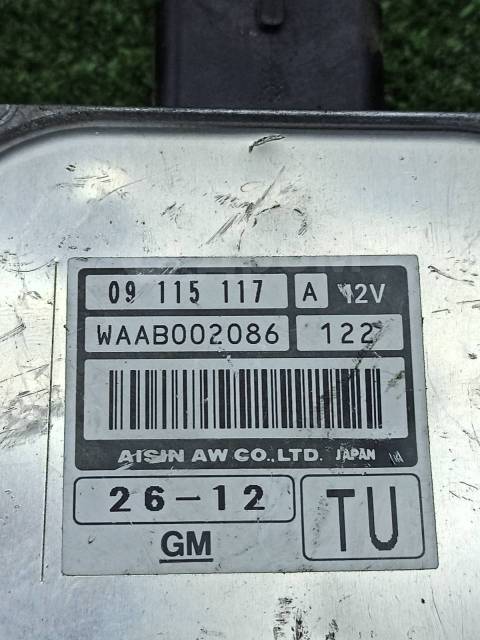 09 115 117 A 12V
WAAB002086 122
AISIN AW CO.,LTD. JAPAN
26-12 TU
GM